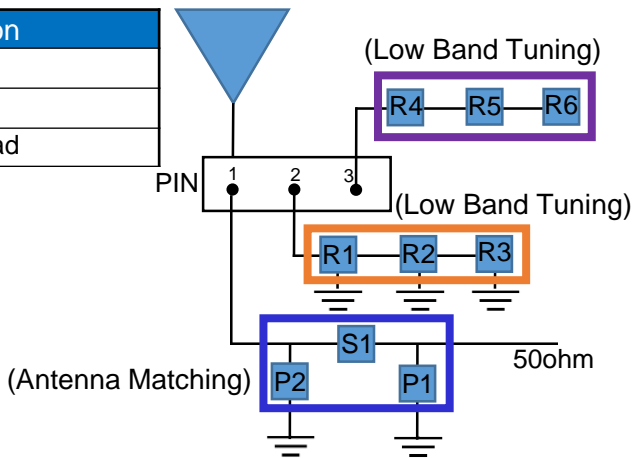 on
ad
(Low Band Tuning)
R4 R5 R6
PIN 1 2 3
(Low Band Tuning)
R1 R2 R3
S1
50ohm
(Antenna Matching) P2 P1